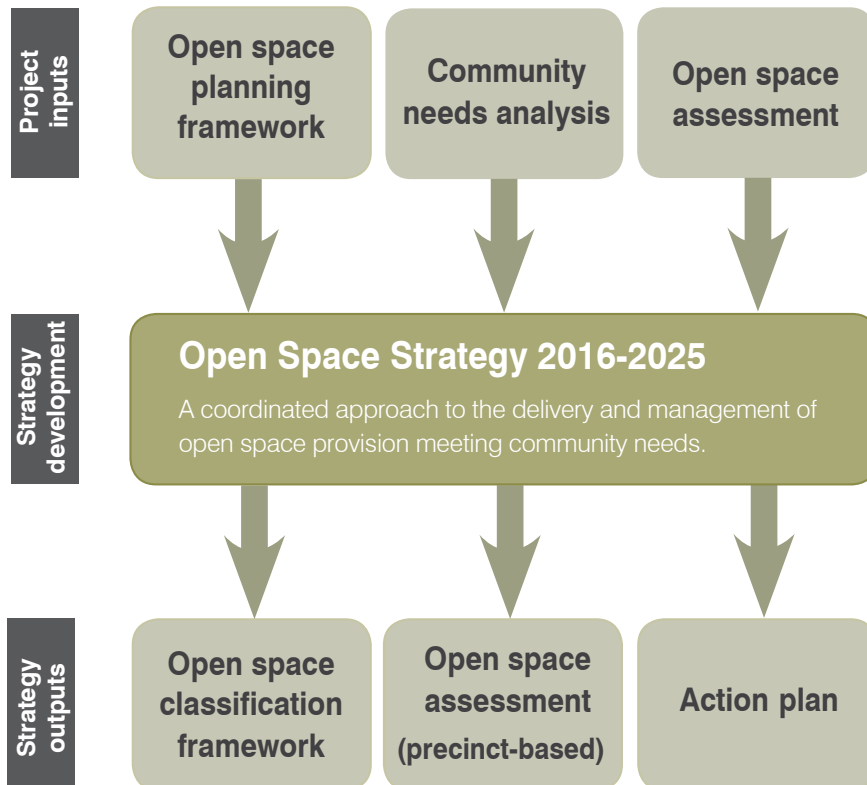 Project
inputs
Open space
planning
framework
Community
needs analysis
Open space
assessment
Strategy
development
Open Space Strategy 2016-2025
A coordinated approach to the delivery and management of
open space provision meeting community needs.
Strategy
outputs
Open space
classification
framework
Open space
assessment
(precinct-based)
Action plan